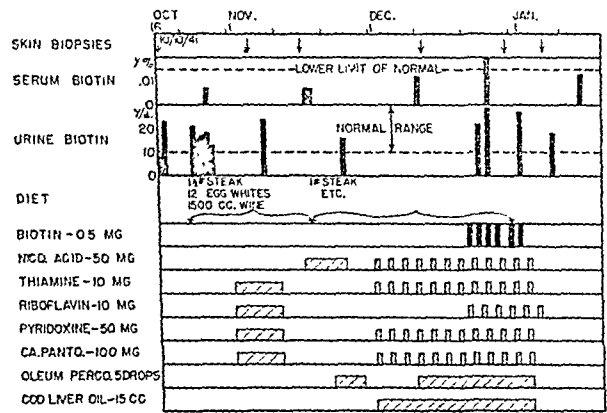 OCT NOV. DEC. JAN.
16
SKIN BIOPSIES
LOWER LIMIT OF NORMAL
SERUM BIOTIN .01
0
URINE BIOTIN 20
NORMAL RANGE
10
0
1½# STEAK 1# STEAK
12 EGG WHITES ETC.
1500 CC. WINE
DIET
BIOTIN-0.5 MG
NICO. ACID-50 MG
THIAMINE-10 MG
RIBOFLAVIN-10 MG
PYRIDOXINE-50 MG
CA.PANTO.-100 MG
OLEUM PERCO.5DROPS
COD LIVER OIL-15 CC